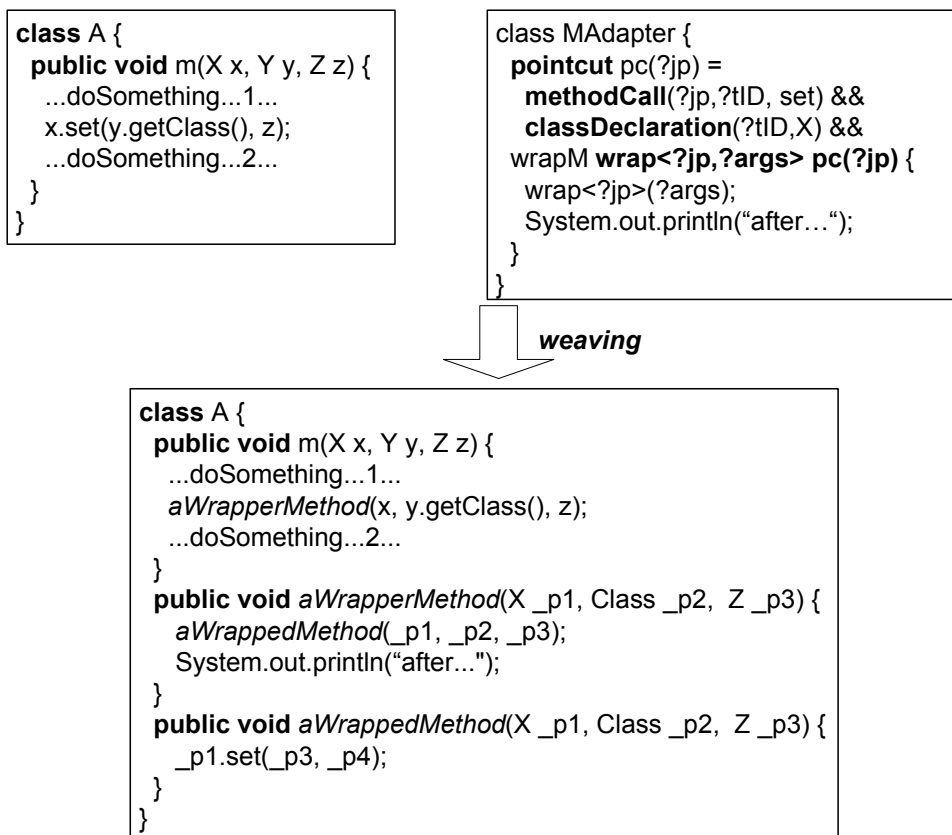 class A {
public void m(X x, Y y, Z z) {
...doSomething...1...
x.set(y.getClass(), z);
...doSomething...2...
}
}
class MAdapter {
pointcut pc(?jp) =
methodCall(?jp,?tID, set) &&
classDeclaration(?tID,X) &&
wrapM wrap<?jp,?args> pc(?jp) {
wrap<?jp>(?args);
System.out.println(“after…“);
}
}
weaving
class A {
public void m(X x, Y y, Z z) {
...doSomething...1...
aWrapperMethod(x, y.getClass(), z);
...doSomething...2...
}
public void aWrapperMethod(X _p1, Class _p2, Z _p3) {
aWrappedMethod(_p1, _p2, _p3);
System.out.println(“after...");
}
public void aWrappedMethod(X _p1, Class _p2, Z _p3) {
_p1.set(_p3, _p4);
}
}